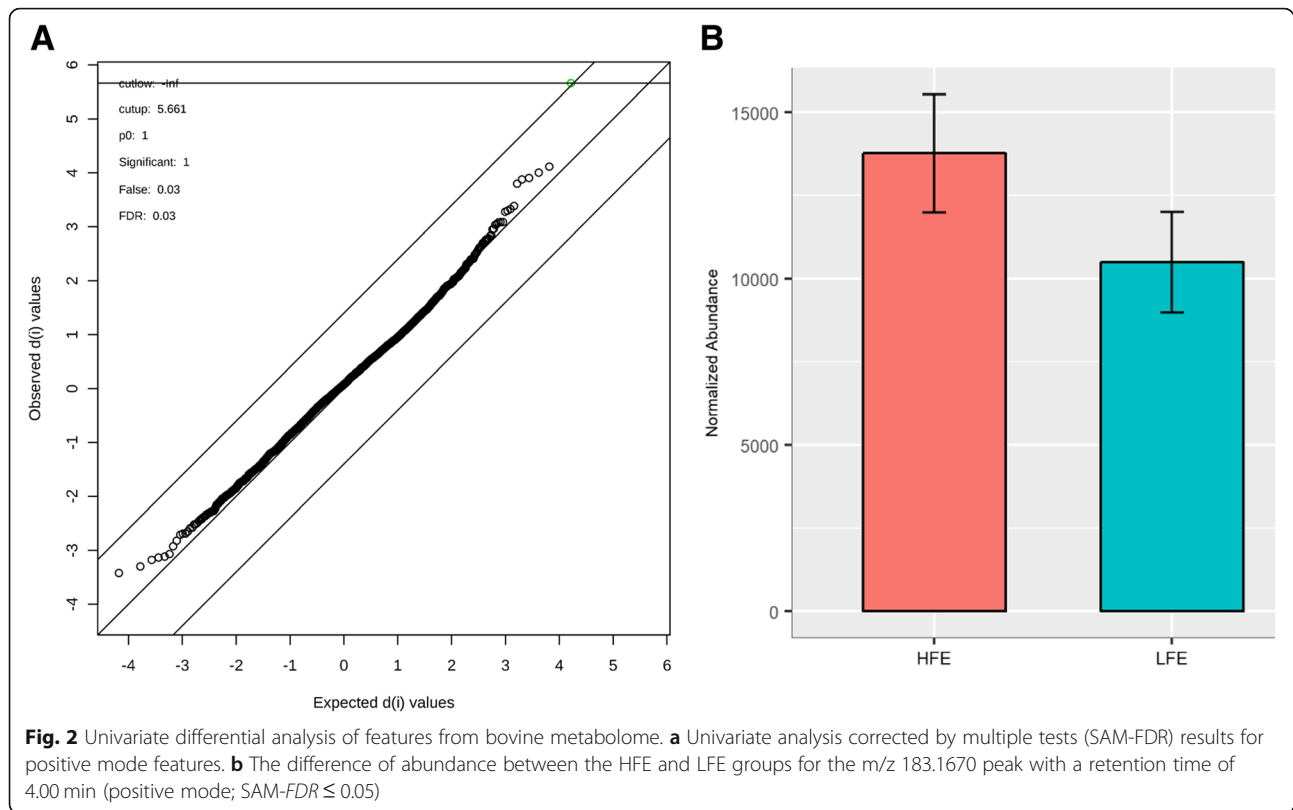 A
B
cutlow: -Inf
cutup: 5.661
p0: 1
Significant: 1
False: 0.03
FDR: 0.03
6
5
4
3
2
1
0
-1
-2
-3
-4
Observed d(i) values
-4 -3 -2 -1 0 1 2 3 4 5 6
Expected d(i) values
15000
10000
5000
0
Normalized Abundance
HFE LFE
Fig. 2 Univariate differential analysis of features from bovine metabolome. a Univariate analysis corrected by multiple tests (SAM-FDR) results for
positive mode features. b The difference of abundance between the HFE and LFE groups for the m/z 183.1670 peak with a retention time of
4.00 min (positive mode; SAM-FDR ≤ 0.05)